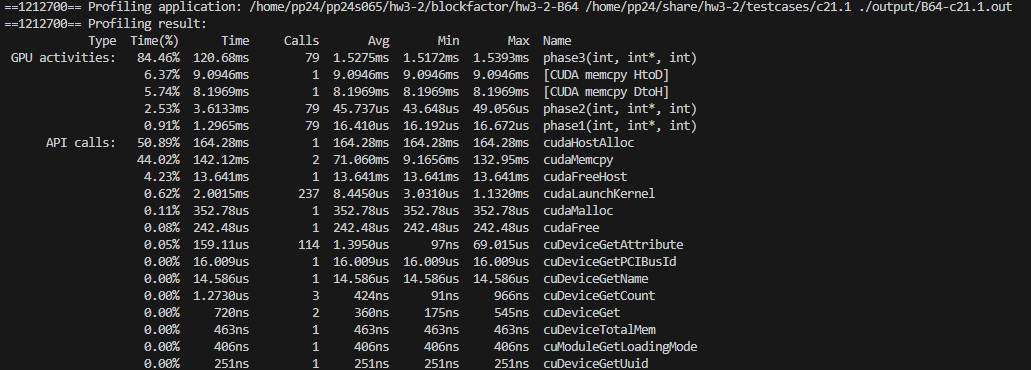 ==1212700== Profiling application: /home/pp24/pp24s065/hw3-2/blockfactor/hw3-2-B64 /home/pp24/share/hw3-2/testcases/c21.1 ./output/B64-c21.1.out
==1212700== Profiling result:
Type Time(%) Time Calls Avg Min Max Name
GPU activities: 84.46% 120.68ms 79 1.5275ms 1.5172ms 1.5393ms phase3(int, int*, int)
6.37% 9.0946ms 1 9.0946ms 9.0946ms 9.0946ms [CUDA memcpy HtoD]
5.74% 8.1969ms 1 8.1969ms 8.1969ms 8.1969ms [CUDA memcpy DtoH]
2.53% 3.6133ms 79 45.737us 43.648us 49.056us phase2(int, int*, int)
0.91% 1.2965ms 79 16.410us 16.192us 16.672us phase1(int, int*, int)
API calls: 50.89% 164.28ms 1 164.28ms 164.28ms 164.28ms cudaHostAlloc
44.02% 142.12ms 2 71.060ms 9.1656ms 132.95ms cudaMemcpy
4.23% 13.641ms 1 13.641ms 13.641ms 13.641ms cudaFreeHost
0.62% 2.0015ms 237 8.4450us 3.0310us 1.1320ms cudaLaunchKernel
0.11% 352.78us 1 352.78us 352.78us 352.78us cudaMalloc
0.08% 242.48us 1 242.48us 242.48us 242.48us cudaFree
0.05% 159.11us 114 1.3950us 97ns 69.015us cuDeviceGetAttribute
0.00% 16.009us 1 16.009us 16.009us 16.009us cuDeviceGetPCIBusId
0.00% 14.586us 1 14.586us 14.586us 14.586us cuDeviceGetName
0.00% 1.2730us 3 424ns 91ns 966ns cuDeviceGetCount
0.00% 720ns 2 360ns 175ns 545ns cuDeviceGet
0.00% 463ns 1 463ns 463ns 463ns cuDeviceTotalMem
0.00% 406ns 1 406ns 406ns 406ns cuModuleGetLoadingMode
0.00% 251ns 1 251ns 251ns 251ns cuDeviceGetUuid